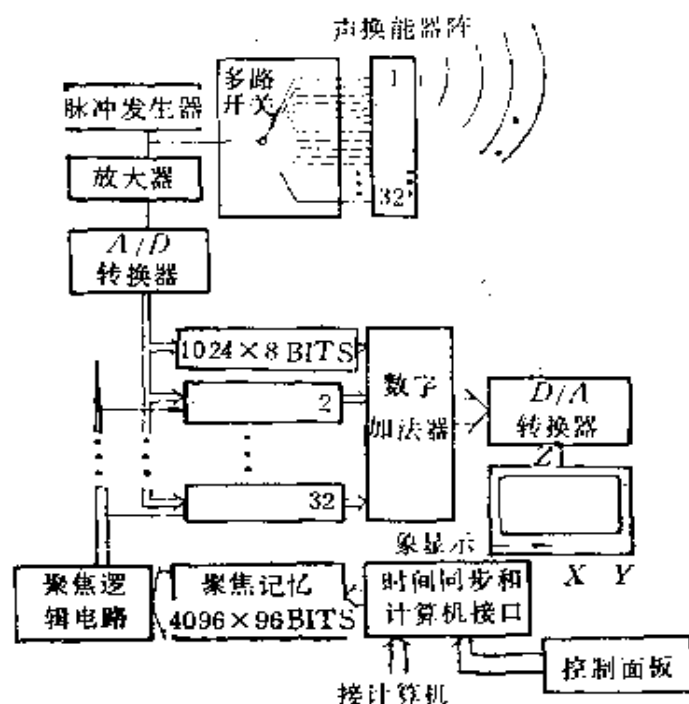 声换能器阵
多路
开关
1
32
脉冲发生器
放大器
A/D
转换器
1024×8 BITS
2
32
数字
加法器
D/A
转换器
Z
象显示
X Y
聚焦逻
辑电路
聚焦记忆
4096×96BITS
时间同步和
计算机接口
控制面板
接计算机